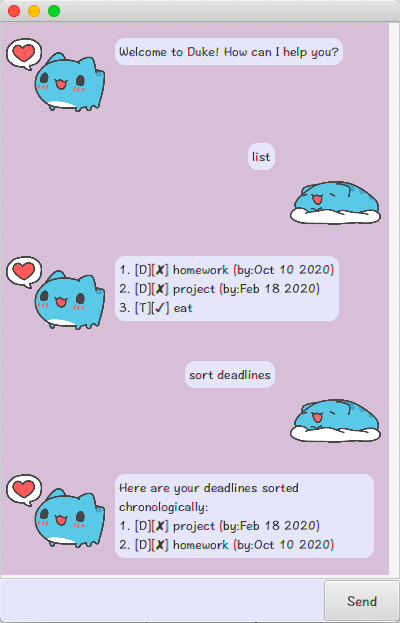 Welcome to Duke! How can I help you?
list
1. [D][✘] homework (by:Oct 10 2020)
2. [D][✘] project (by:Feb 18 2020)
3. [T][✓] eat
sort deadlines
Here are your deadlines sorted
chronologically:
1. [D][✘] project (by:Feb 18 2020)
2. [D][✘] homework (by:Oct 10 2020)
Send